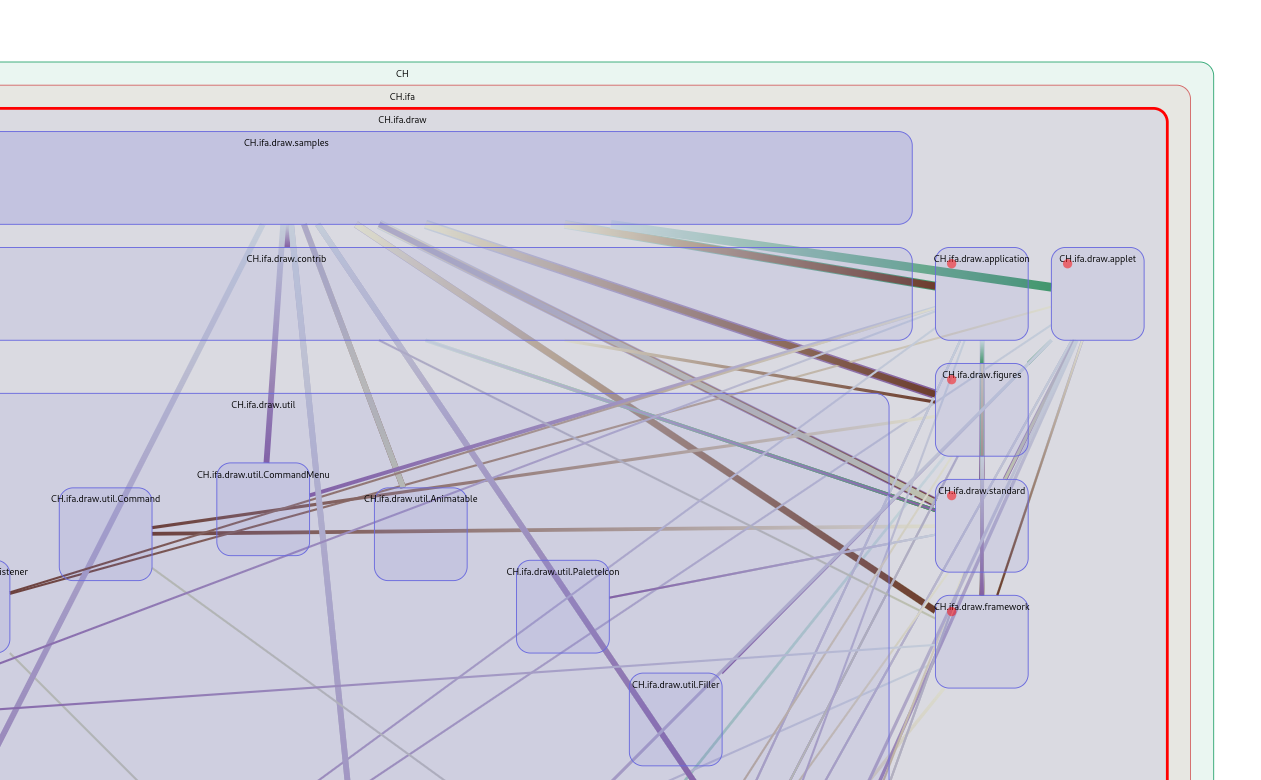 CH
CH.ifa
CH.ifa.draw
CH.ifa.draw.samples
CH.ifa.draw.contrib
CH.ifa.draw.application
CH.ifa.draw.applet
CH.ifa.draw.figures
CH.ifa.draw.util
CH.ifa.draw.util.CommandMenu
CH.ifa.draw.standard
CH.ifa.draw.util.Command
CH.ifa.draw.util.Animatable
istener
CH.ifa.draw.util.PaletteIcon
CH.ifa.draw.framework
CH.ifa.draw.util.Filler